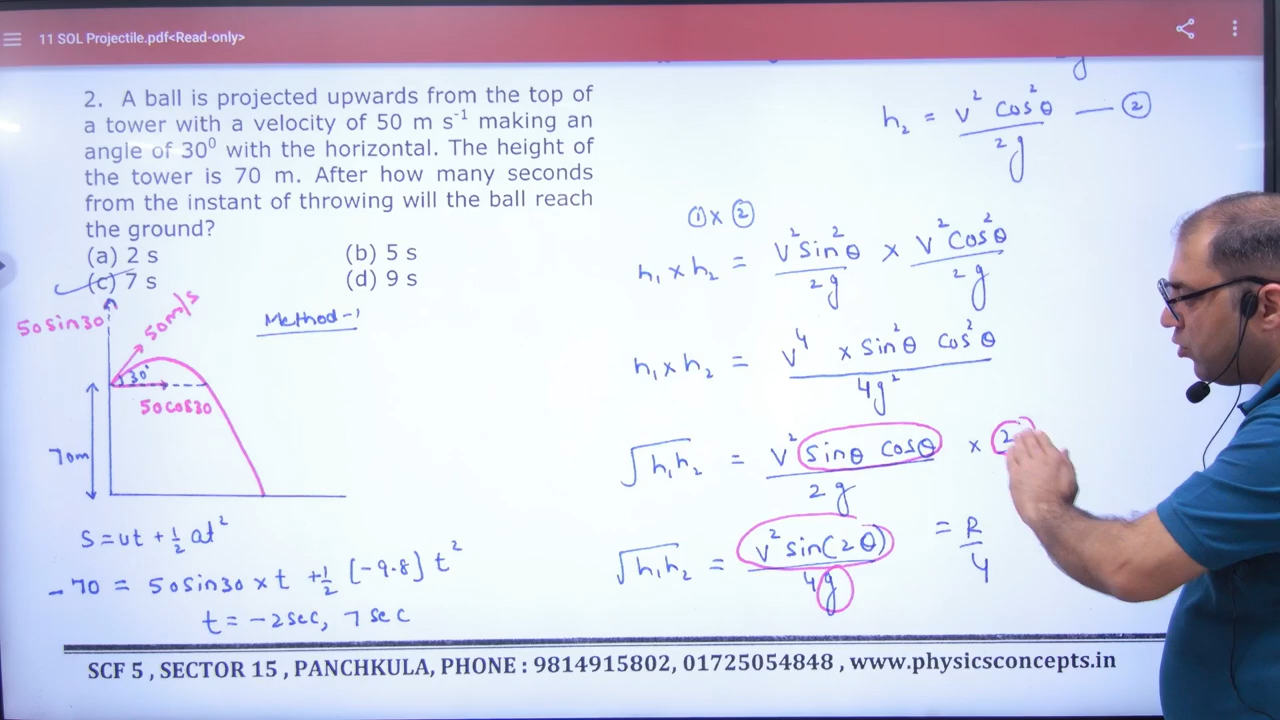 11 SOL Projectile.pdf<Read-only>
2. A ball is projected upwards from the top of
a tower with a velocity of 50 m s⁻¹ making an
angle of 30⁰ with the horizontal. The height of
the tower is 70 m. After how many seconds
from the instant of throwing will the ball reach
the ground?
(a) 2 s (b) 5 s
(c) 7 s (d) 9 s
50sin30
50m/s
Method-1
30°
50cos30
70m
S = ut + ½ at²
-70 = 50sin30 × t + ½ [-9.8] t²
t = -2sec, 7 sec
g
h₂ = v² cos²θ / 2g — ②
① × ②
h₁ × h₂ = v² sin²θ / 2g × v² cos²θ / 2g
h₁ × h₂ = v⁴ × sin²θ cos²θ / 4g²
√h₁h₂ = v² sinθ cosθ / 2g × 2
√h₁h₂ = v² sin(2θ) / 4g = R / 4
SCF 5 , SECTOR 15 , PANCHKULA, PHONE : 9814915802, 01725054848 , www.physicsconcepts.in